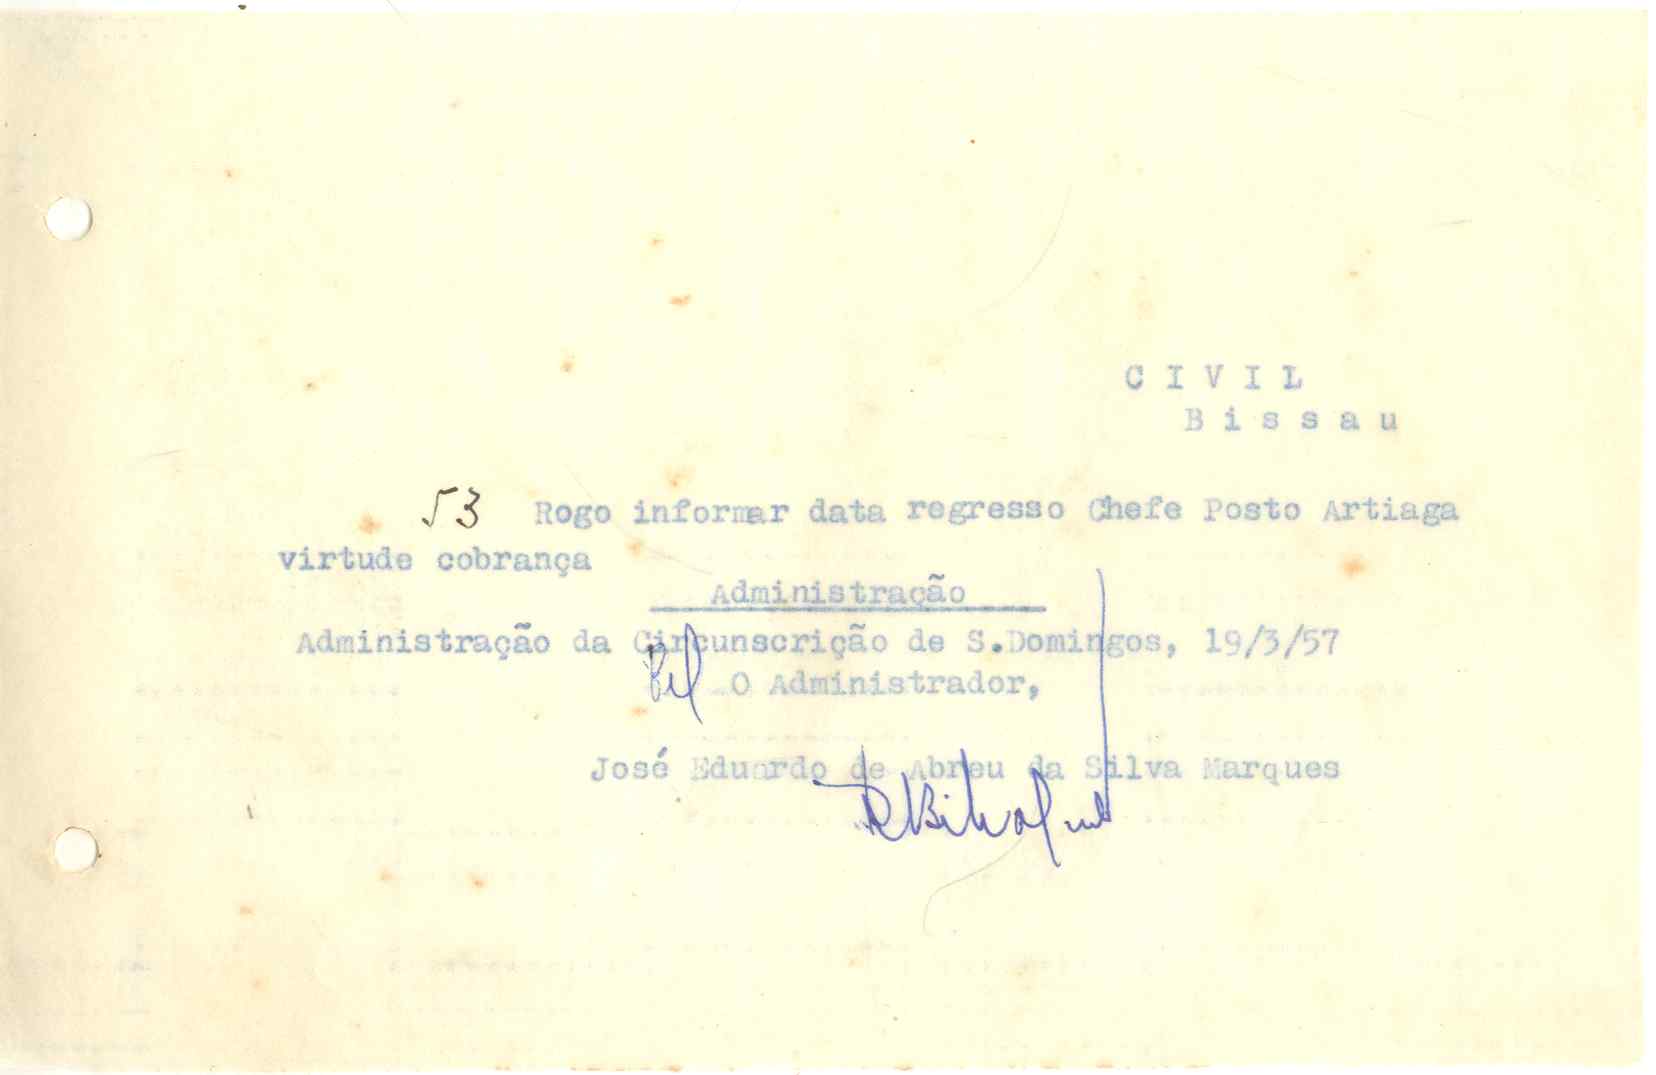 C I V I L
B i s s a u
53 Rogo informar data regresso Chefe Posto Artiaga
virtude cobrança
Administração
Administração da Circunscrição de S.Domingos, 19/3/57
O Administrador,
José Eduardo de Abreu da Silva Marques